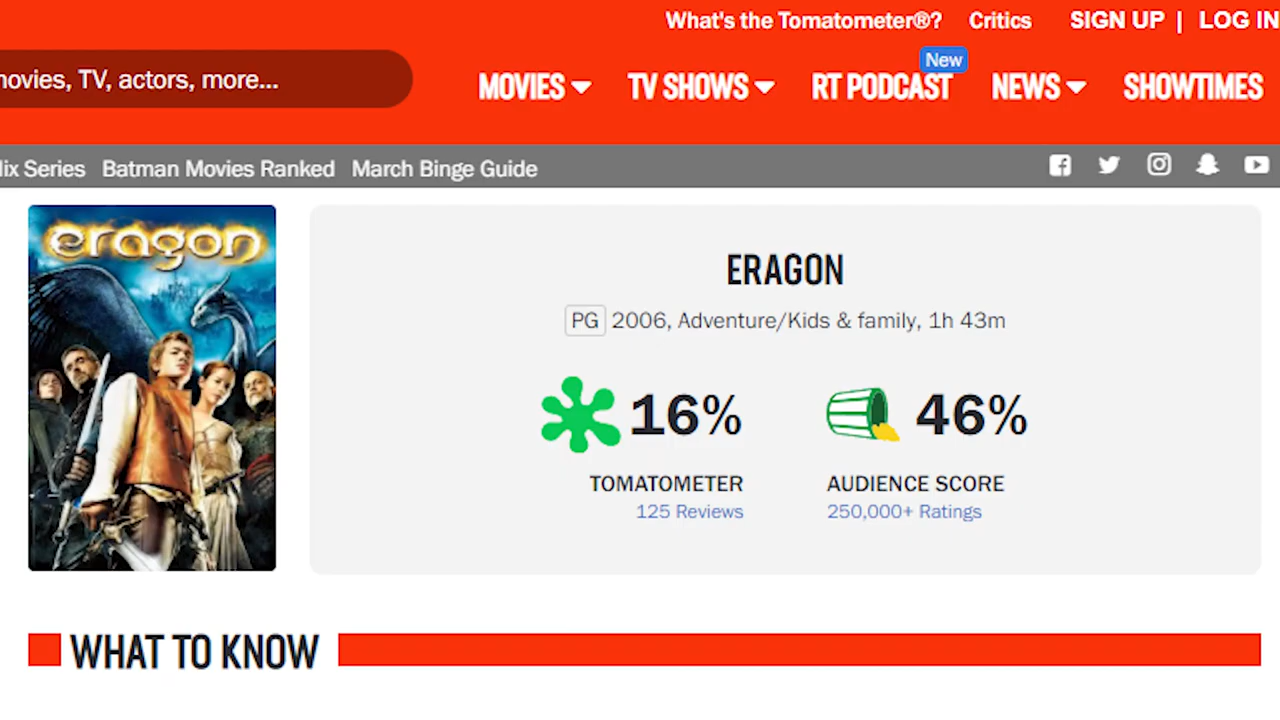 What's the Tomatometer®? Critics SIGN UP | LOG IN
movies, TV, actors, more...
MOVIES TV SHOWS RT PODCAST New NEWS SHOWTIMES
lix Series Batman Movies Ranked March Binge Guide
eragon
ERAGON
PG 2006, Adventure/Kids & family, 1h 43m
16% 46%
TOMATOMETER AUDIENCE SCORE
125 Reviews 250,000+ Ratings
WHAT TO KNOW